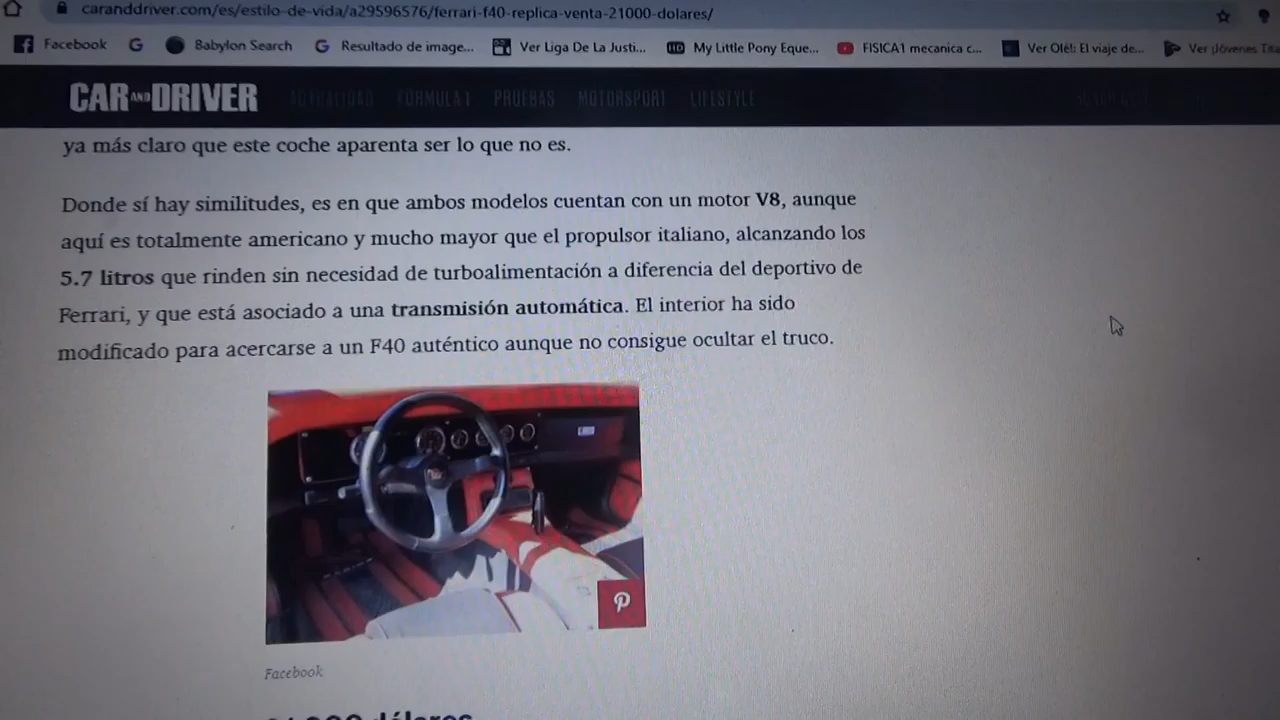 caranddriver.com/es/estilo-de-vida/a29596576/ferrari-f40-replica-venta-21000-dolares/
Facebook Babylon Search Resultado de image... Ver Liga De La Justi... My Little Pony Eque... FISICA1 mecanica c... Ver Olé!: El viaje de... Ver ¡Jóvenes Tita
CAR AND DRIVER ACTUALIDAD FÓRMULA 1 PRUEBAS MOTORSPORT LIFESTYLE
ya más claro que este coche aparenta ser lo que no es.
Donde sí hay similitudes, es en que ambos modelos cuentan con un motor V8, aunque
aquí es totalmente americano y mucho mayor que el propulsor italiano, alcanzando los
5.7 litros que rinden sin necesidad de turboalimentación a diferencia del deportivo de
Ferrari, y que está asociado a una transmisión automática. El interior ha sido
modificado para acercarse a un F40 auténtico aunque no consigue ocultar el truco.
Facebook
dólares